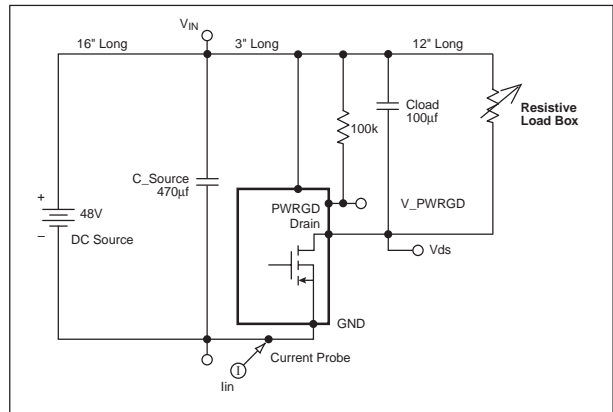 VIN
16" Long
3" Long
12" Long
Cload
100µf
Resistive
Load Box
100k
C_Source
470µf
+
48V
–
DC Source
PWRGD
Drain
V_PWRGD
Vds
GND
Current Probe
I
Iin